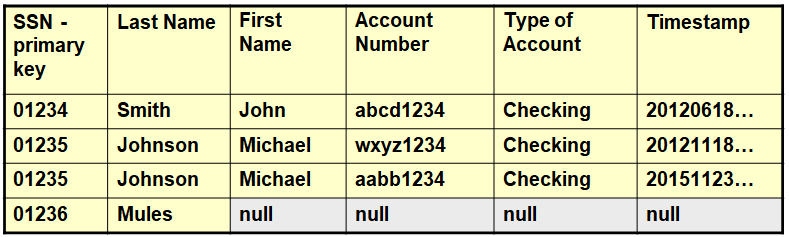 SSN - primary key | Last Name | First Name | Account Number | Type of Account | Timestamp
01234 | Smith | John | abcd1234 | Checking | 20120618…
01235 | Johnson | Michael | wxyz1234 | Checking | 20121118…
01235 | Johnson | Michael | aabb1234 | Checking | 20151123…
01236 | Mules | null | null | null | null